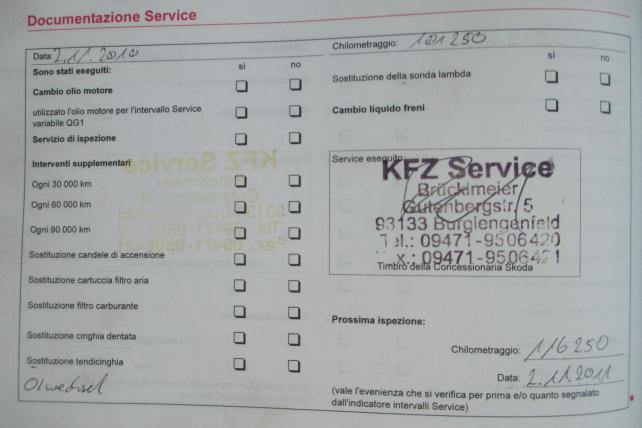 Documentazione Service
Data: 2.11.2010
Sono stati eseguiti:
sì no
Cambio olio motore
utilizzato l'olio motore per l'intervallo Service
variabile QG1
Servizio di ispezione
Interventi supplementari
Ogni 30 000 km
Ogni 60 000 km
Ogni 90 000 km
Sostituzione candele di accensione
Sostituzione cartuccia filtro aria
Sostituzione filtro carburante
Sostituzione cinghia dentata
Sostituzione tendicinghia
Ölwechsel
Chilometraggio: 101250
sì no
Sostituzione della sonda lambda
Cambio liquido freni
Service eseguito
KFZ Service
Brücklmeier
Gutenbergstr. 5
93133 Burglengenfeld
Tel.: 09471-9506420
Fax.: 09471-9506421
Timbro della Concessionaria Skoda
Prossima ispezione:
Chilometraggio: 116250
Data: 2.11.2011
(vale l'evenienza che si verifica per prima e/o quanto segnalato
dall'indicatore intervalli Service)